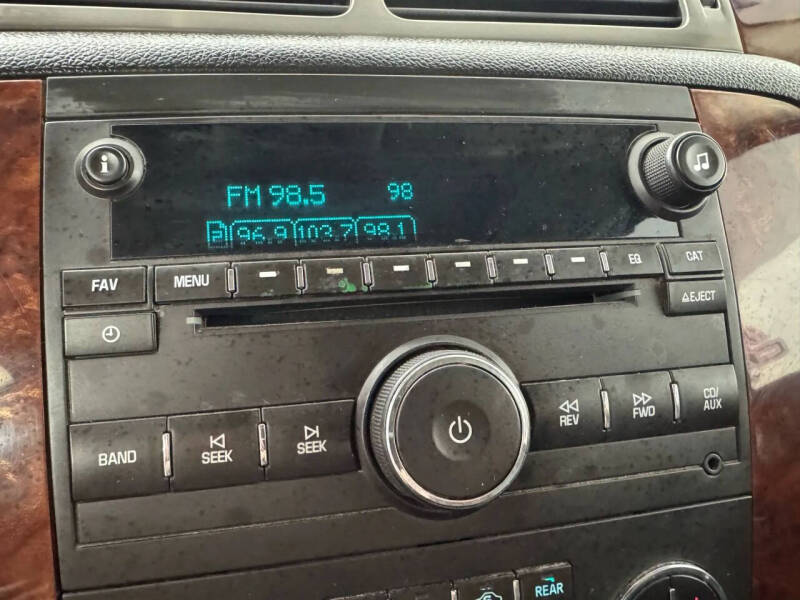 i
FM 98.5 98
P 96.9 103.7 98.1
FAV MENU EQ CAT
EJECT
BAND SEEK SEEK REV FWD CD/
AUX
REAR